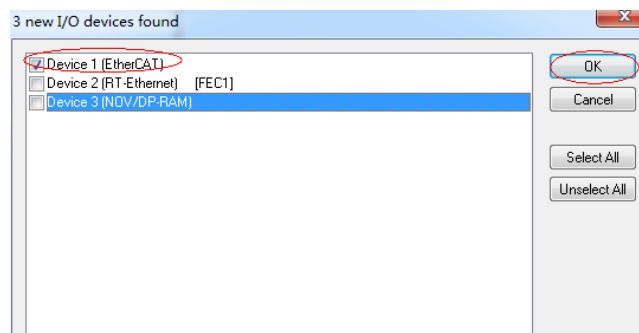 3 new I/O devices found
Device 1 (EtherCAT)
Device 2 (RT-Ethernet) [FEC1]
Device 3 (NOV/DP-RAM)
OK
Cancel
Select All
Unselect All